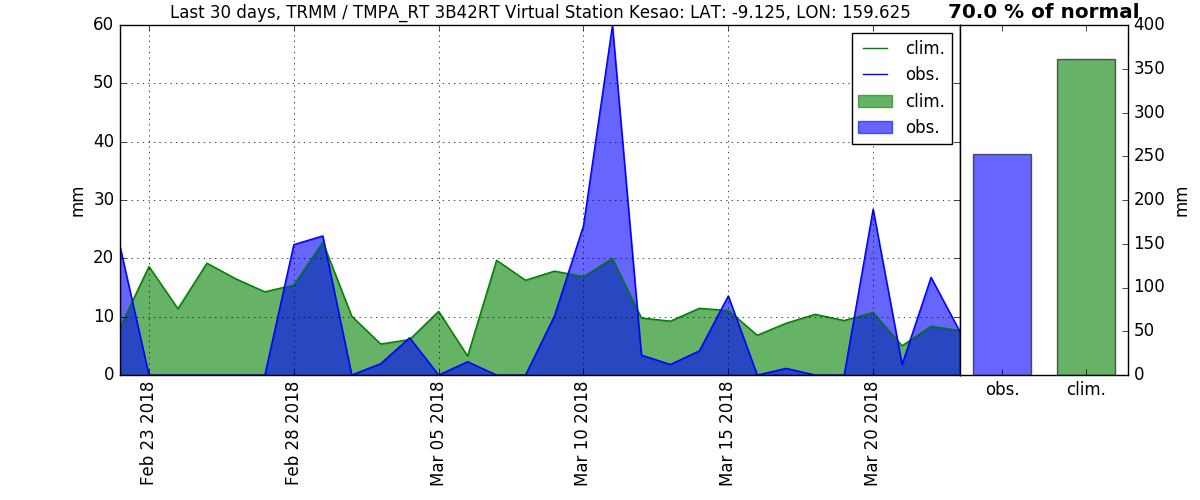 Last 30 days, TRMM / TMPA_RT 3B42RT Virtual Station Kesao: LAT: -9.125, LON: 159.625
70.0 % of normal
60
50
40
30
20
10
0
mm
clim.
obs.
clim.
obs.
400
350
300
250
200
150
100
50
0
mm
Feb 23 2018
Feb 28 2018
Mar 05 2018
Mar 10 2018
Mar 15 2018
Mar 20 2018
obs.
clim.